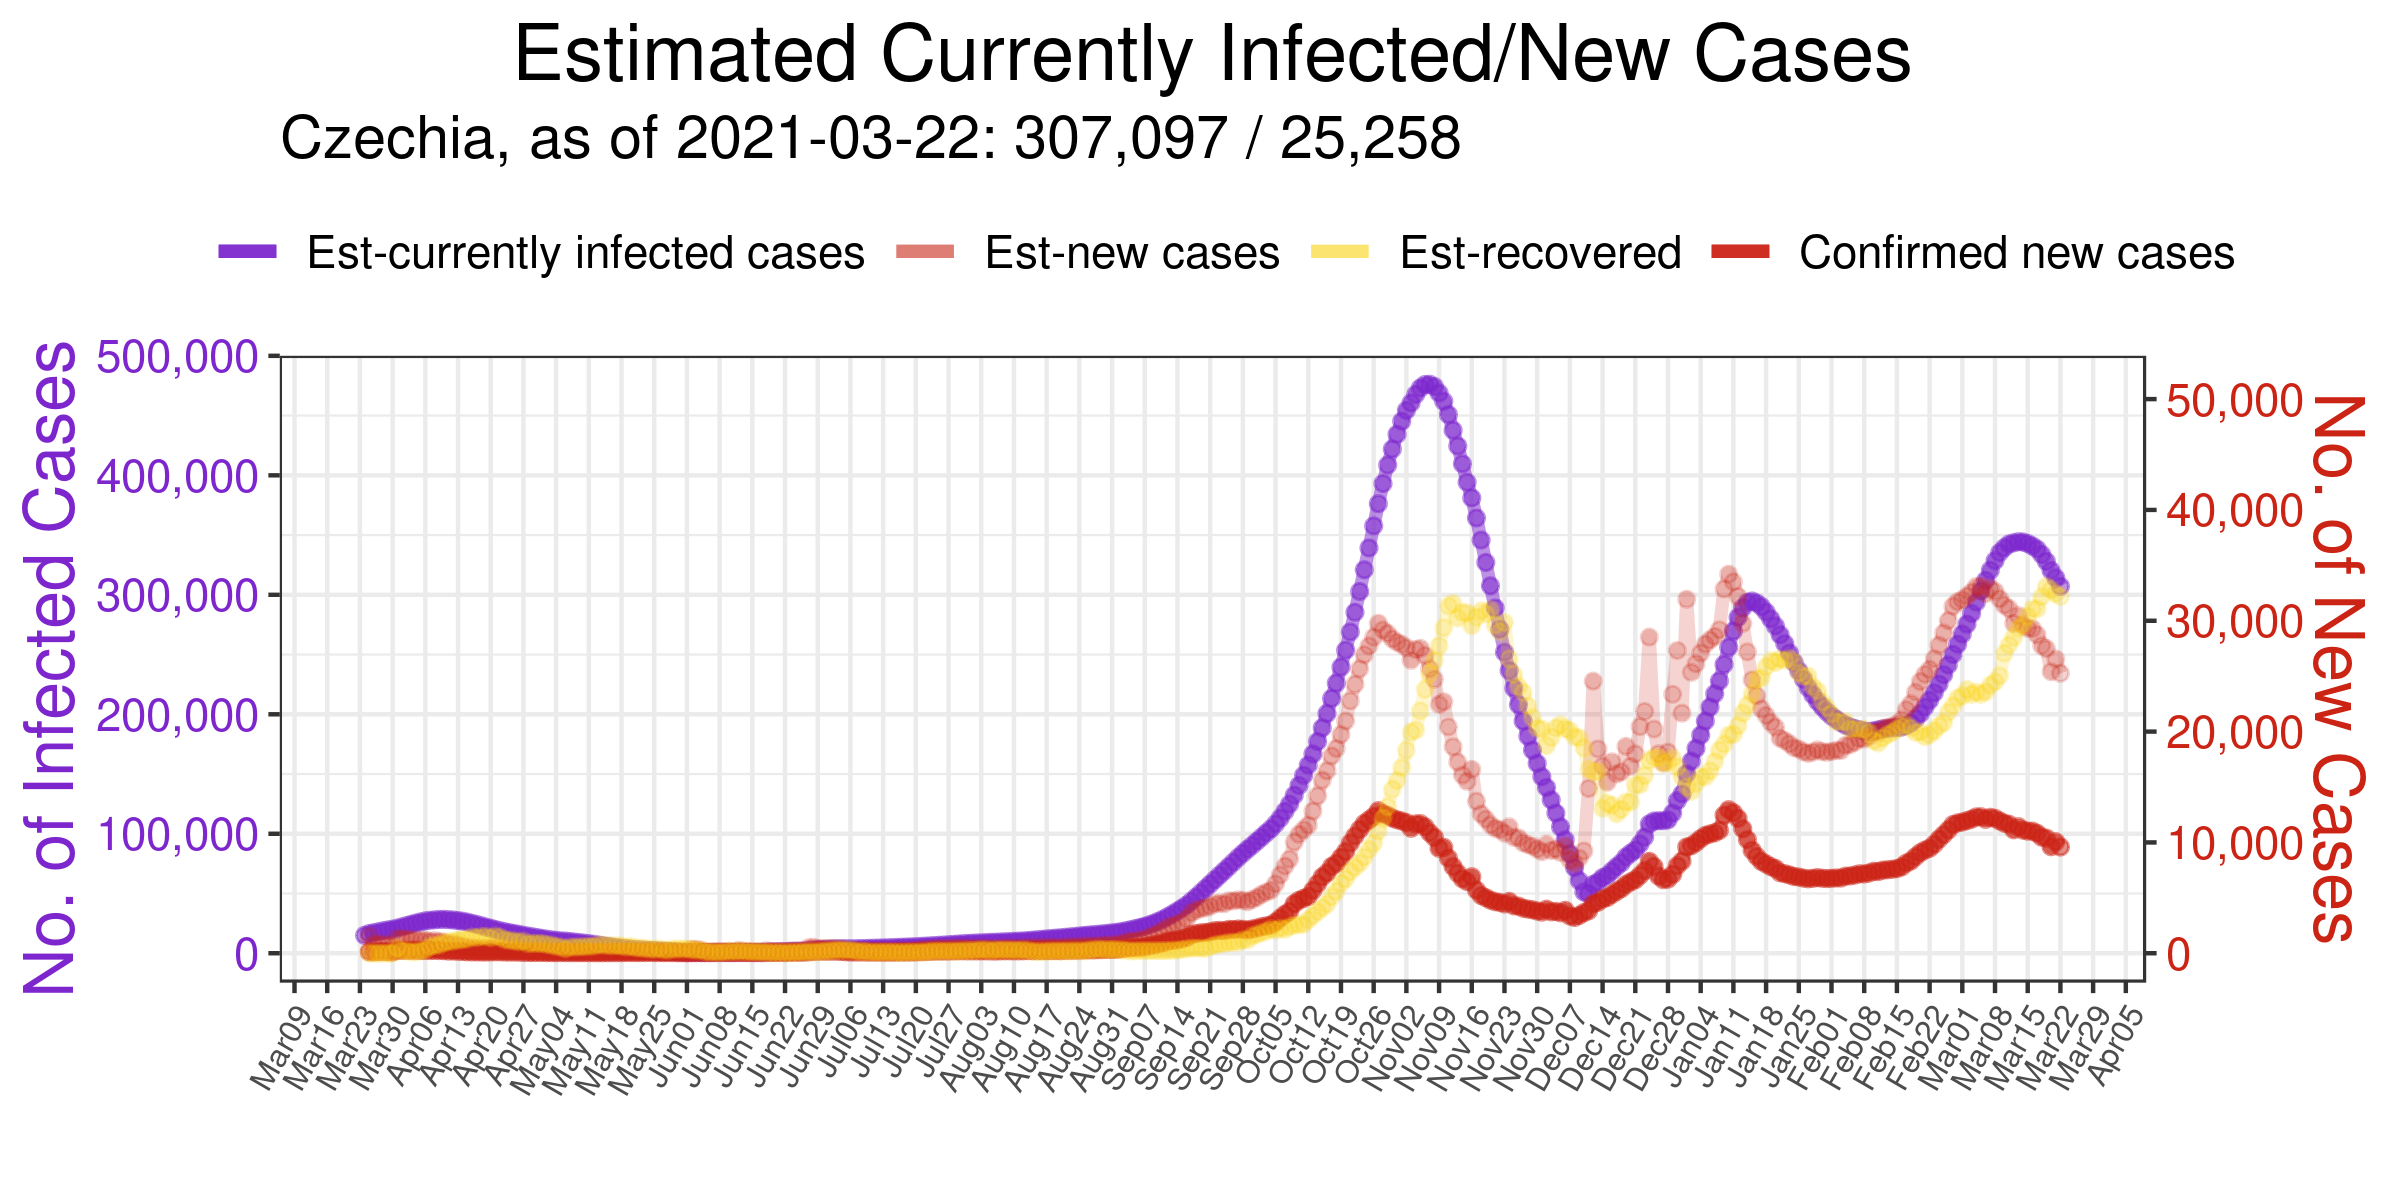 Estimated Currently Infected/New Cases
Czechia, as of 2021-03-22: 307,097 / 25,258
Est-currently infected cases Est-new cases Est-recovered Confirmed new cases
No. of Infected Cases
500,000
400,000
300,000
200,000
100,000
0
50,000
40,000
30,000
20,000
10,000
0
No. of New Cases
Mar09 Mar16 Mar23 Mar30 Apr06 Apr13 Apr20 Apr27 May04 May11 May18 May25 Jun01 Jun08 Jun15 Jun22 Jun29 Jul06 Jul13 Jul20 Jul27 Aug03 Aug10 Aug17 Aug24 Aug31 Sep07 Sep14 Sep21 Sep28 Oct05 Oct12 Oct19 Oct26 Nov02 Nov09 Nov16 Nov23 Nov30 Dec07 Dec14 Dec21 Dec28 Jan04 Jan11 Jan18 Jan25 Feb01 Feb08 Feb15 Feb22 Mar01 Mar08 Mar15 Mar22 Mar29 Apr05